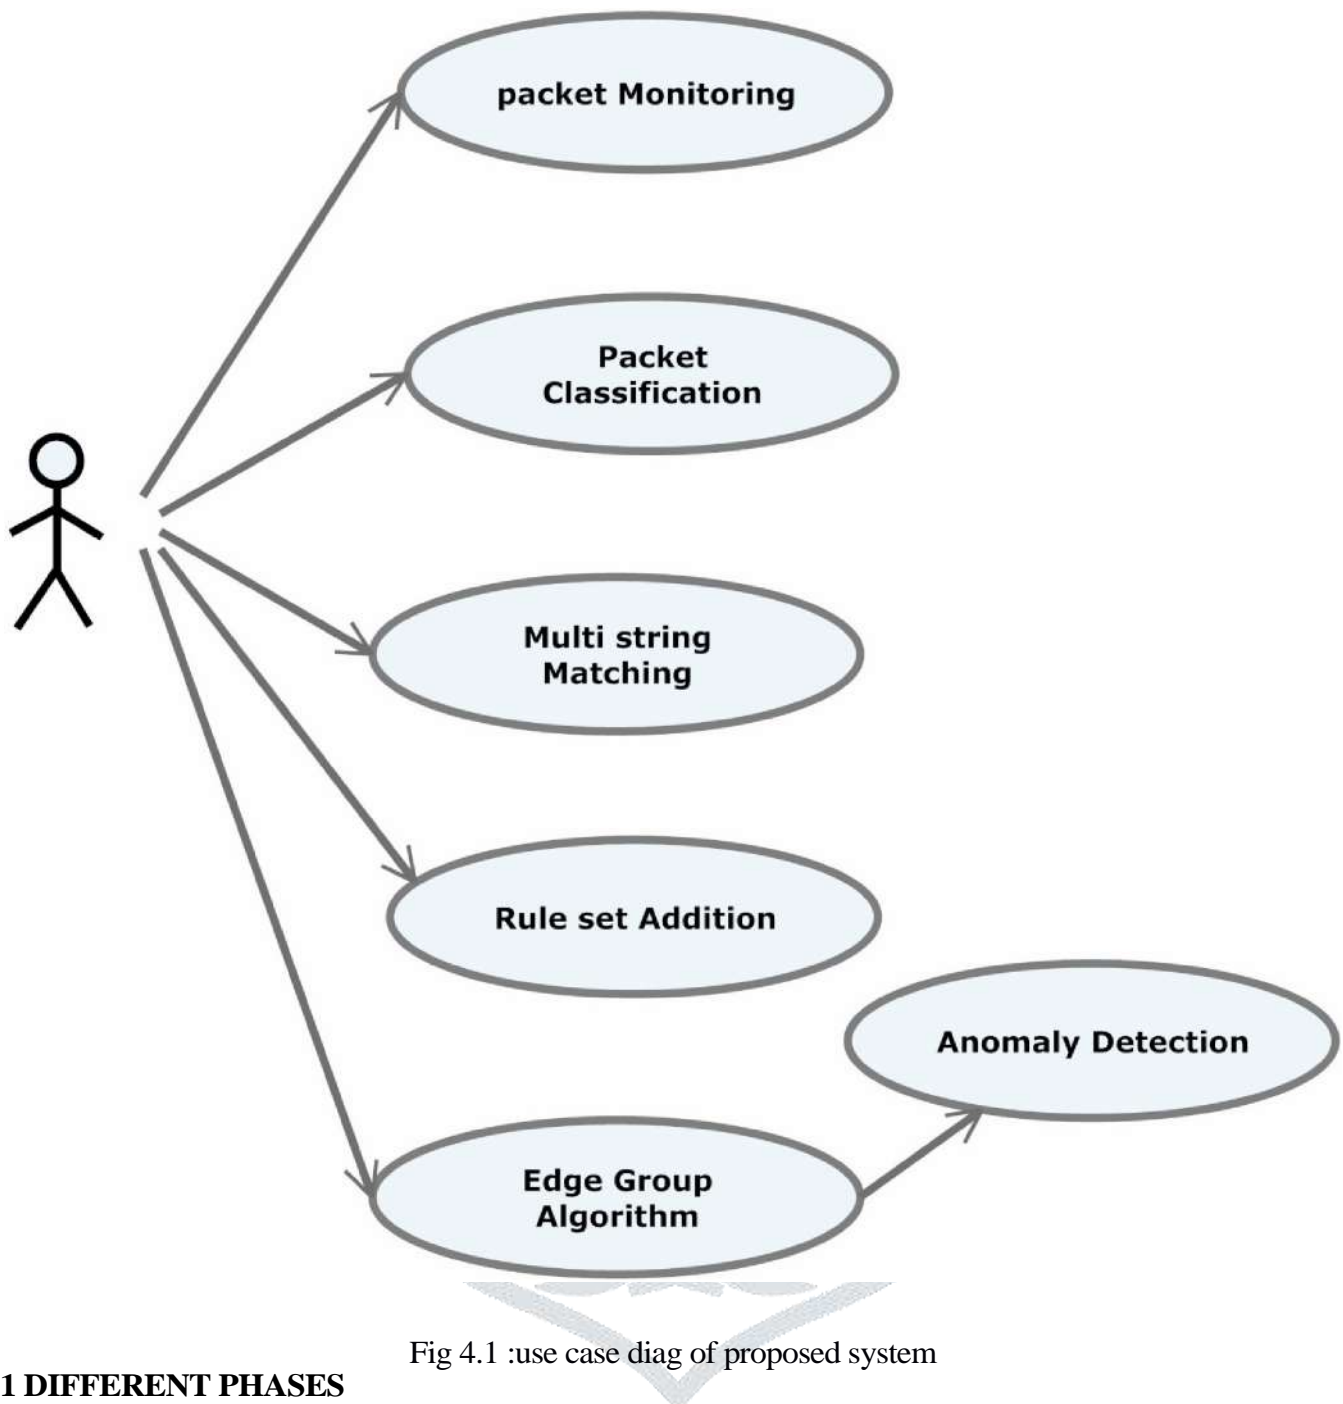 packet Monitoring
Packet
Classification
Multi string
Matching
Rule set Addition
Anomaly Detection
Edge Group
Algorithm
Fig 4.1 :use case diag of proposed system
1 DIFFERENT PHASES